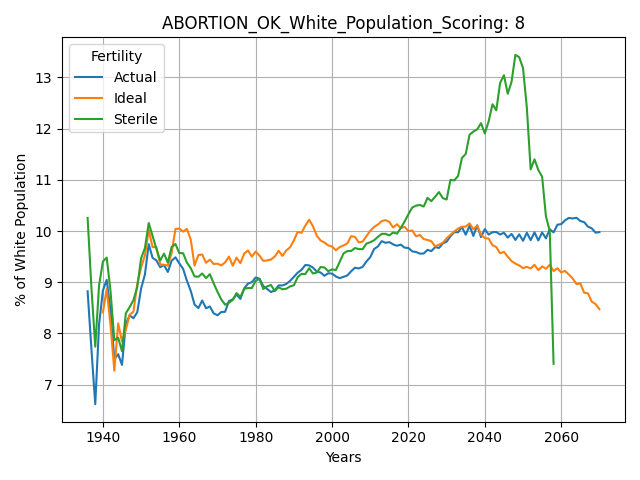 ABORTION_OK_White_Population_Scoring: 8
Fertility
Actual
Ideal
Sterile
% of White Population
13
12
11
10
9
8
7
1940
1960
1980
2000
2020
2040
2060
Years